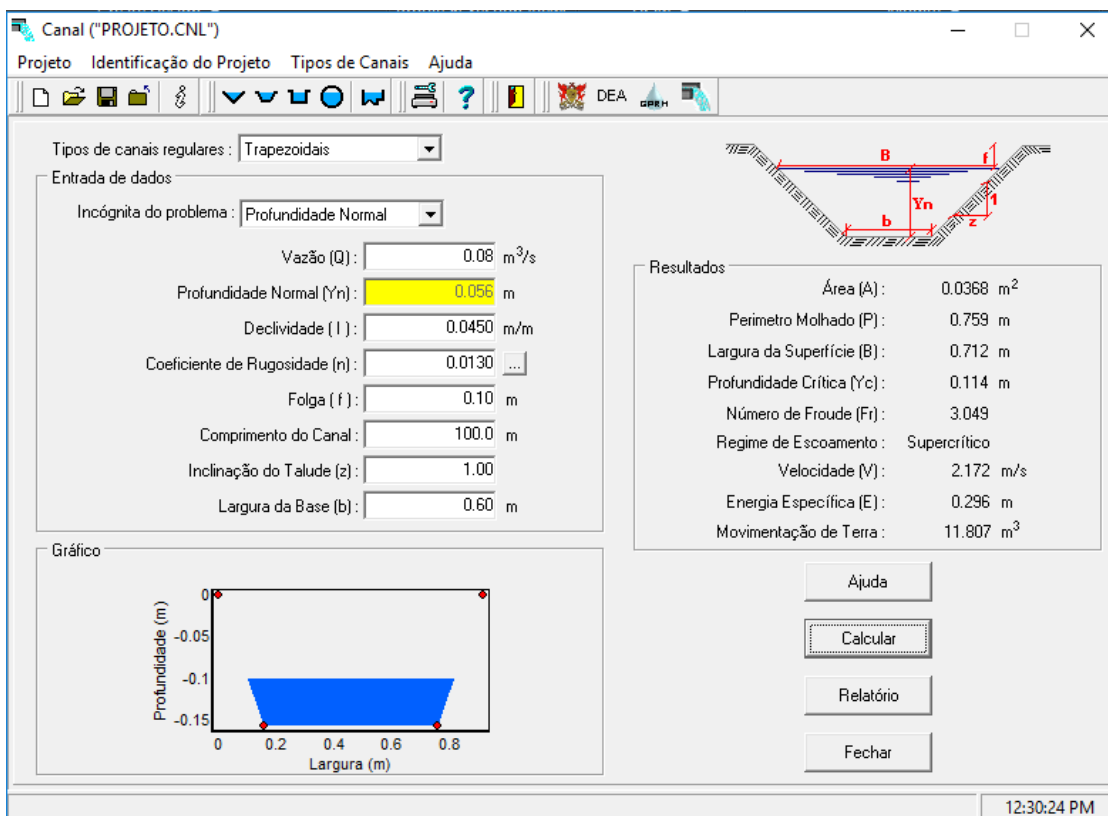 Canal ("PROJETO.CNL")
Projeto Identificação do Projeto Tipos de Canais Ajuda
DEA
GPRH
Tipos de canais regulares : Trapezoidais
Entrada de dados
Incógnita do problema : Profundidade Normal
Vazão (Q) : 0.08 m3/s
Profundidade Normal (Yn) : 0.056 m
Declividade ( I ) : 0.0450 m/m
Coeficiente de Rugosidade (n) : 0.0130 ...
Folga ( f ) : 0.10 m
Comprimento do Canal : 100.0 m
Inclinação do Talude (z) : 1.00
Largura da Base (b) : 0.60 m
B
f
Yn
1
b
z
Resultados
Área (A) : 0.0368 m2
Perimetro Molhado (P) : 0.759 m
Largura da Superfície (B) : 0.712 m
Profundidade Crítica (Yc) : 0.114 m
Número de Froude (Fr) : 3.049
Regime de Escoamento : Supercrítico
Velocidade (V) : 2.172 m/s
Energia Específica (E) : 0.296 m
Movimentação de Terra : 11.807 m3
Gráfico
Profundidade (m)
0
-0.05
-0.1
-0.15
0 0.2 0.4 0.6 0.8
Largura (m)
Ajuda
Calcular
Relatório
Fechar
12:30:24 PM